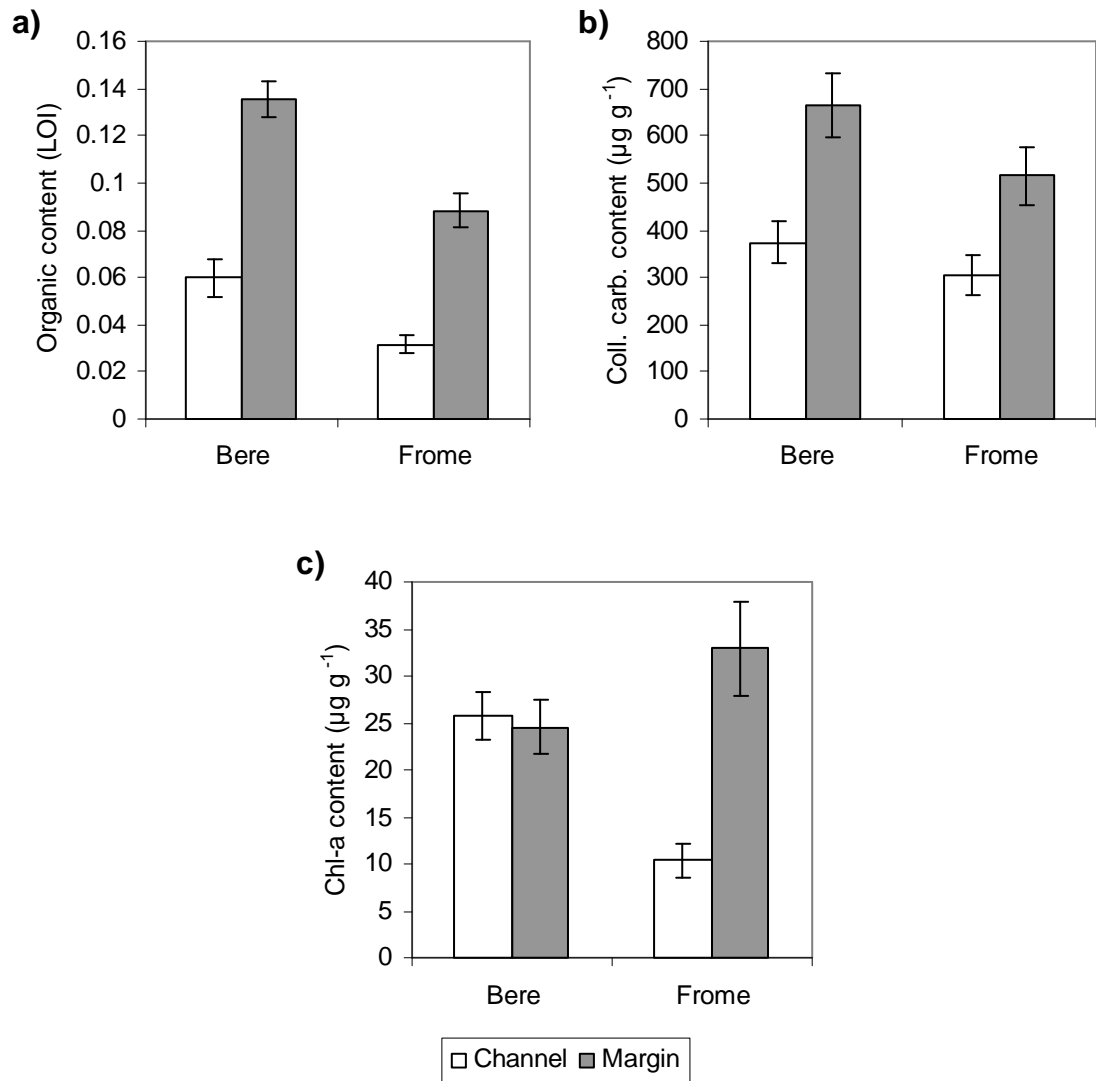 a)
Organic content (LOI)
0.16
0.14
0.12
0.1
0.08
0.06
0.04
0.02
0
Bere Frome
b)
Coll. carb. content (µg g⁻¹)
800
700
600
500
400
300
200
100
0
Bere Frome
c)
Chl-a content (µg g⁻¹)
40
35
30
25
20
15
10
5
0
Bere Frome
Channel Margin